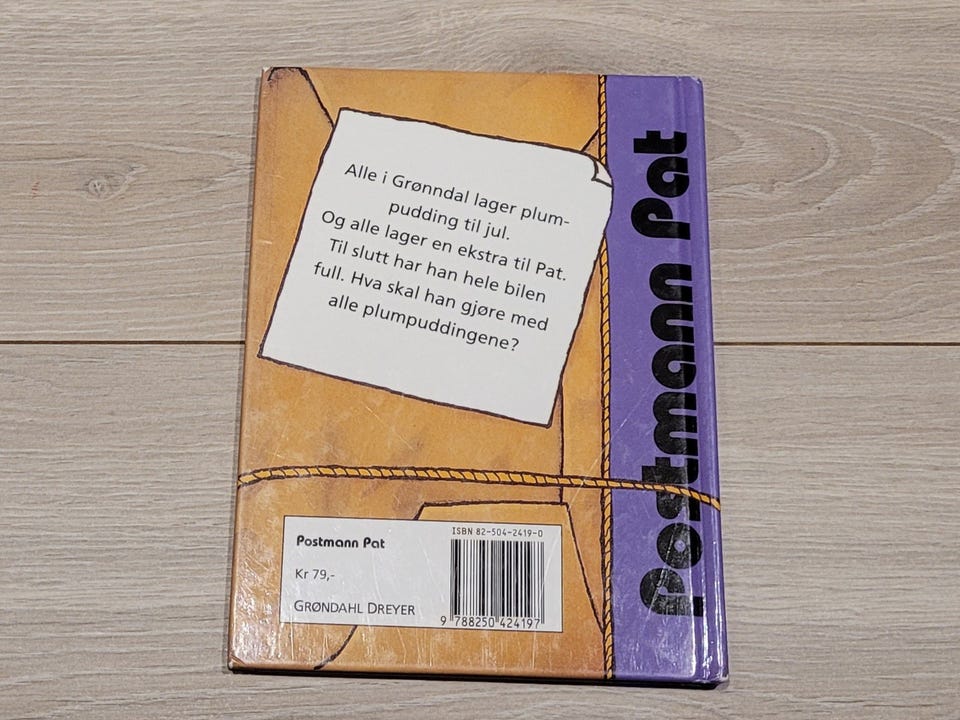 Alle i Grønndal lager plum-
pudding til jul.
Og alle lager en ekstra til Pat.
Til slutt har han hele bilen
full. Hva skal han gjøre med
alle plumpuddingene?
Postmann Pat
Postmann Pat
Kr 79,-
GRØNDAHL DREYER
ISBN 82-504-2419-0
9 788250 424197